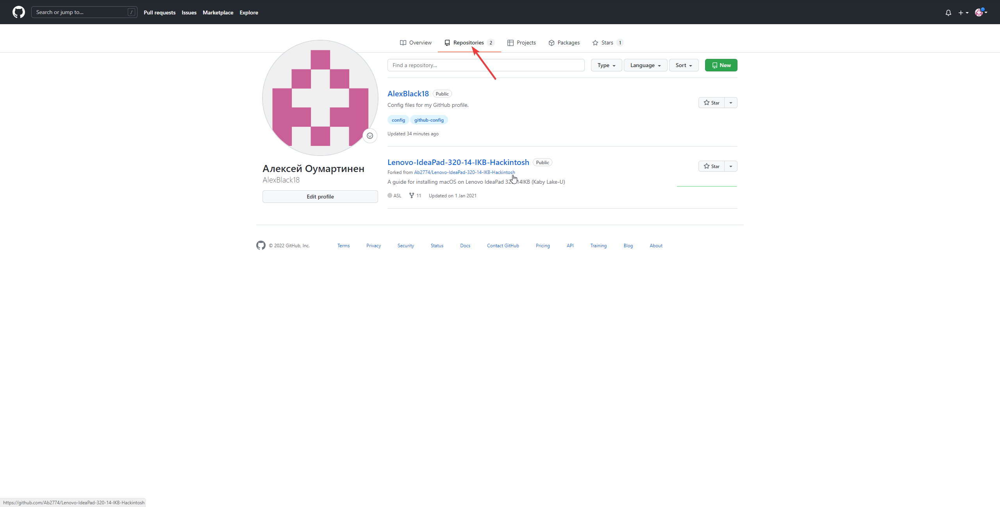 Search or jump to... /
Pull requests Issues Marketplace Explore
Overview Repositories 2 Projects Packages Stars 1
Find a repository... Type Language Sort New
AlexBlack18 Public
Config files for my GitHub profile.
Star
config github-config
Updated 34 minutes ago
Lenovo-IdeaPad-320-14-IKB-Hackintosh Public
Forked from Ab2774/Lenovo-IdeaPad-320-14-IKB-Hackintosh
Star
A guide for installing macOS on Lenovo IdeaPad 14IKB (Kaby Lake-U)
ASL 11 Updated on 1 Jan 2021
Алексей Оумартинен
AlexBlack18
Edit profile
© 2022 GitHub, Inc. Terms Privacy Security Status Docs Contact GitHub Pricing API Training Blog About
https://github.com/Ab2774/Lenovo-IdeaPad-320-14-IKB-Hackintosh